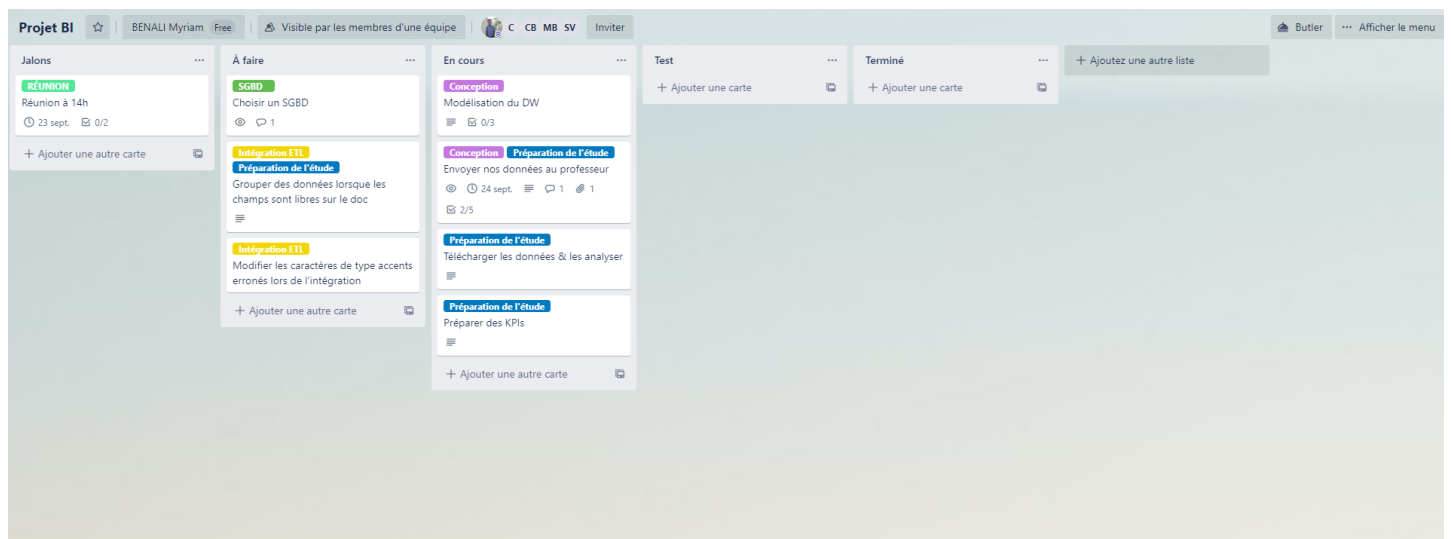 Projet BI
BENALI Myriam Free
Visible par les membres d'une équipe
C CB MB SV
Inviter
Butler
Afficher le menu
Jalons
RÉUNION
Réunion à 14h
23 sept. 0/2
+ Ajouter une autre carte
À faire
SGBD
Choisir un SGBD
1
Intégration ETL
Préparation de l'étude
Grouper des données lorsque les
champs sont libres sur le doc
Intégration ETL
Modifier les caractères de type accents
erronés lors de l'intégration
+ Ajouter une autre carte
En cours
Conception
Modélisation du DW
0/3
Conception Préparation de l'étude
Envoyer nos données au professeur
24 sept. 1 1
2/5
Préparation de l'étude
Télécharger les données & les analyser
Préparation de l'étude
Préparer des KPIs
+ Ajouter une autre carte
Test
+ Ajouter une carte
Terminé
+ Ajouter une carte
+ Ajoutez une autre liste